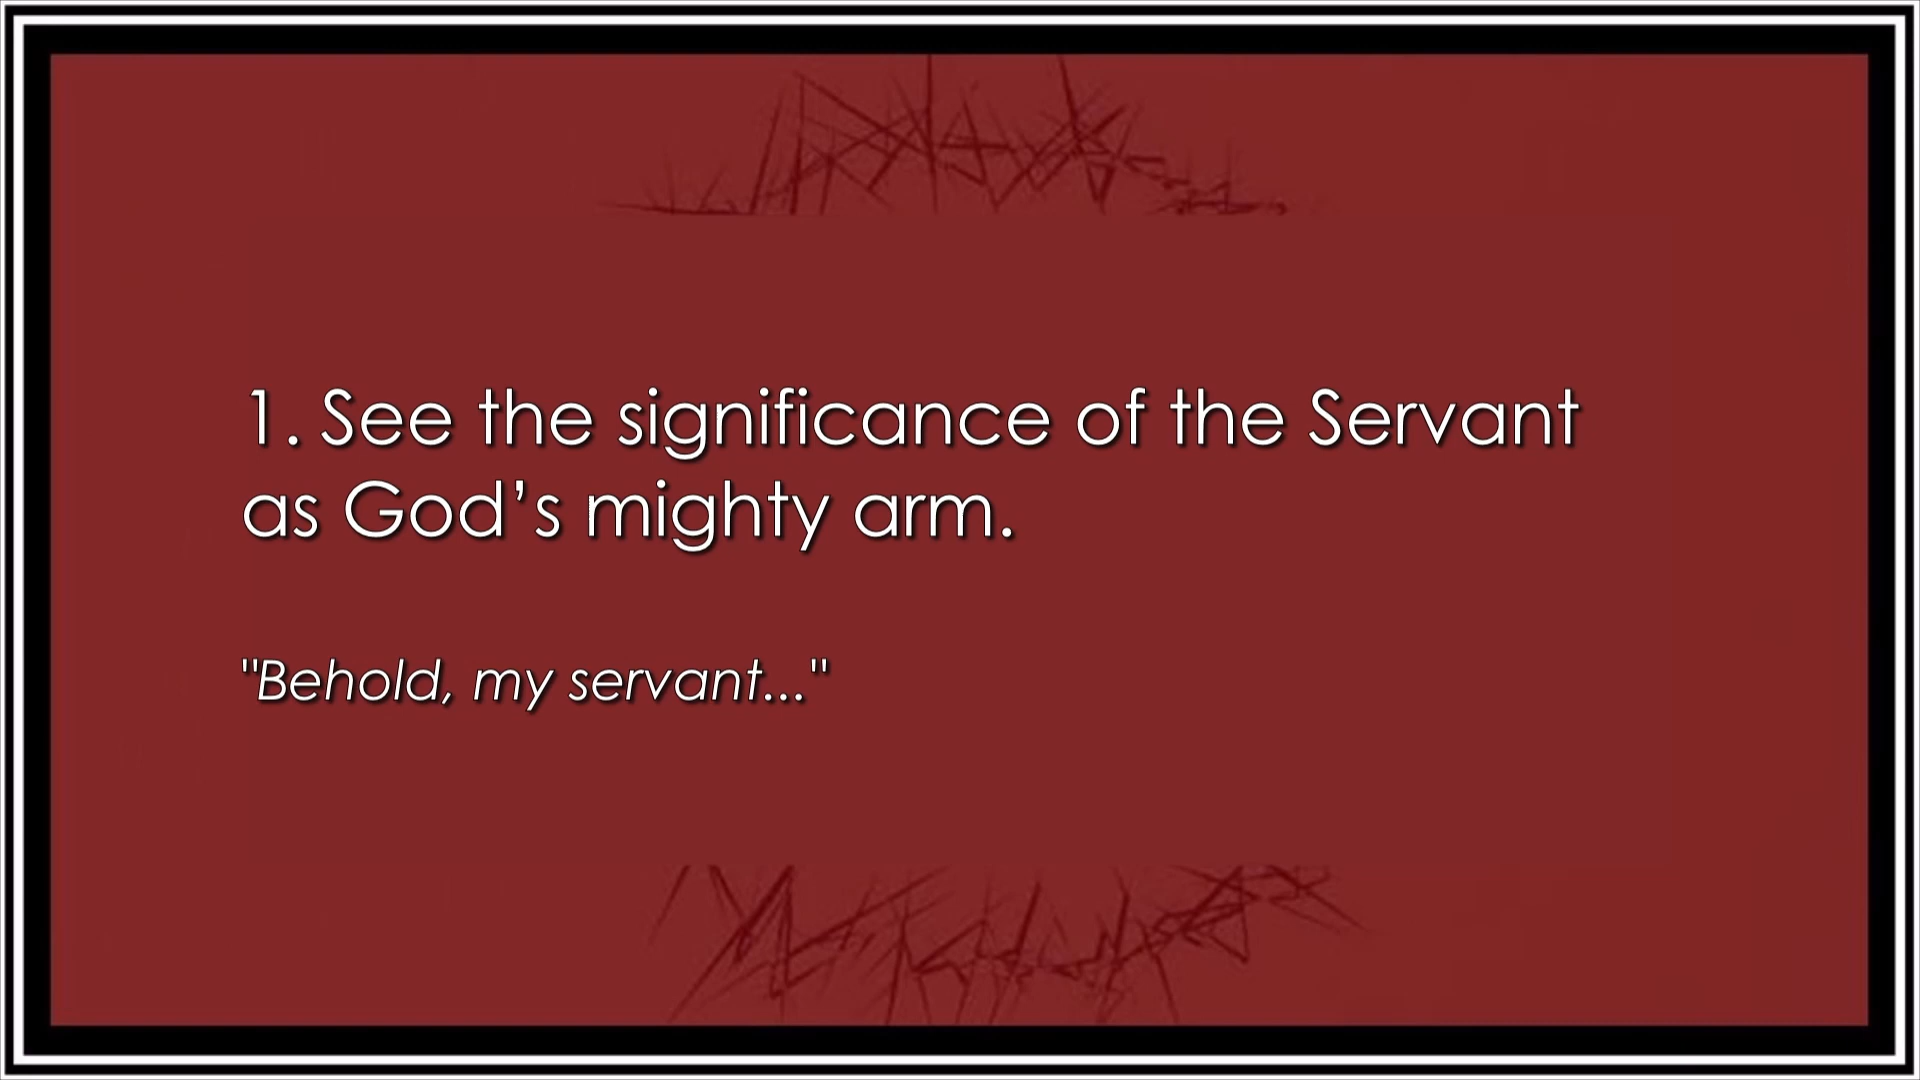 1. See the significance of the Servant
as God’s mighty arm.
"Behold, my servant..."